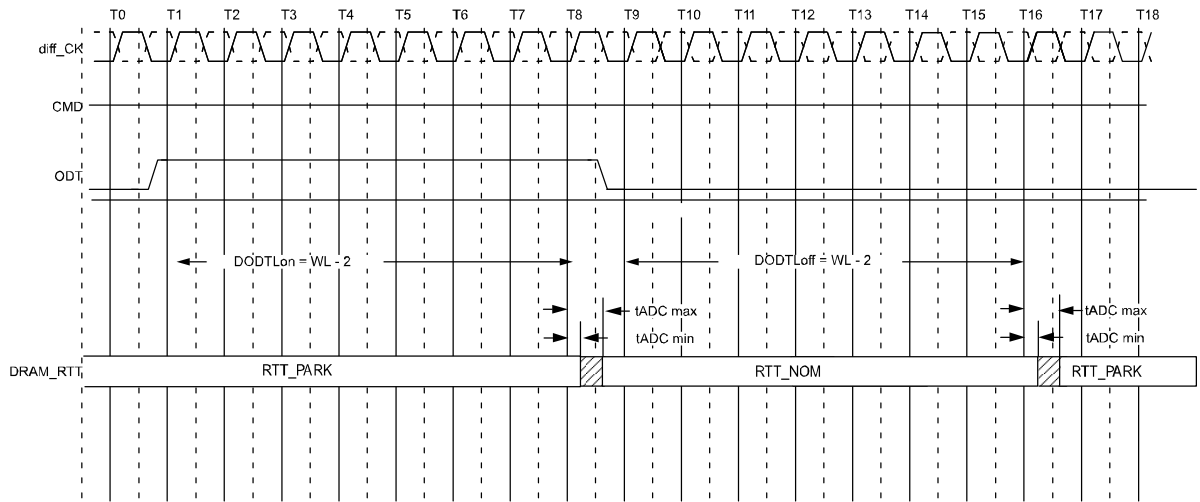 T0 T1 T2 T3 T4 T5 T6 T7 T8 T9 T10 T11 T12 T13 T14 T15 T16 T17 T18
diff_CK
CMD
ODT
DODTLon = WL - 2 DODTLoff = WL - 2
tADC max tADC max
tADC min tADC min
DRAM_RTT RTT_PARK RTT_NOM RTT_PARK